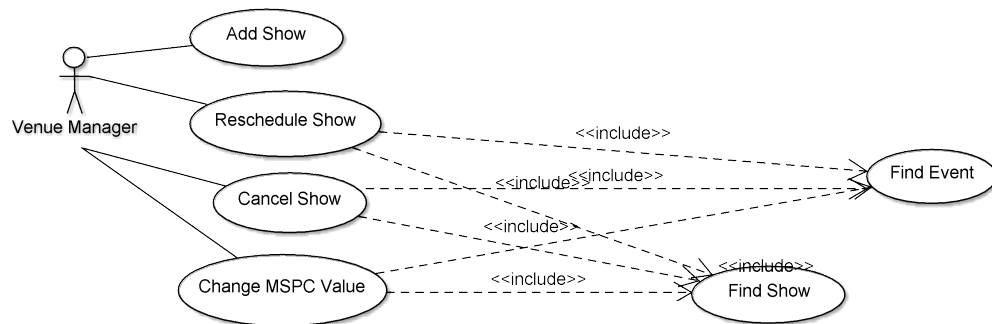 Add Show
Venue Manager
Reschedule Show
<<include>>
Find Event
<<include>>
<<include>>
Cancel Show
<<include>>
<<include>>
<<include>>
Change MSPC Value
Find Show